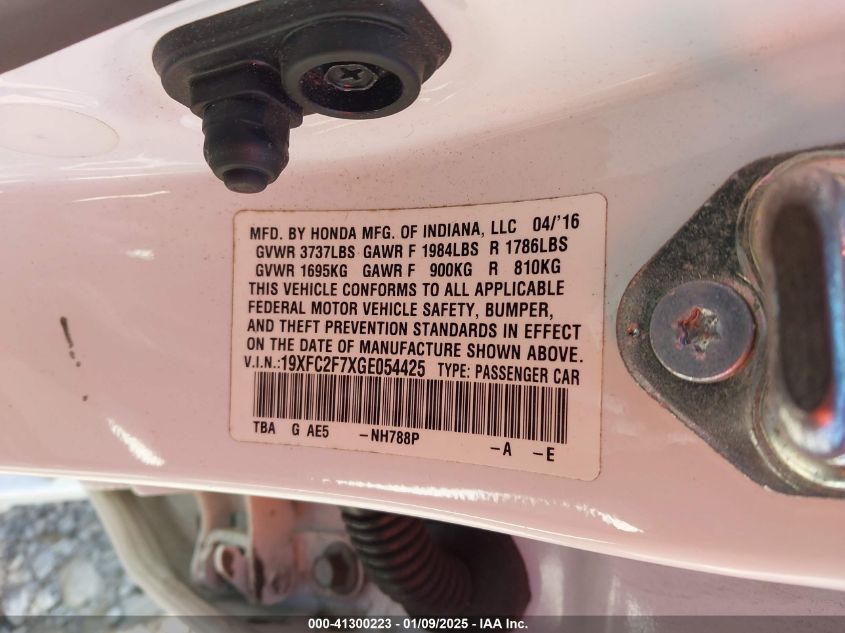 MFD. BY HONDA MFG. OF INDIANA, LLC 04/'16
GVWR 3737LBS GAWR F 1984LBS R 1786LBS
GVWR 1695KG GAWR F 900KG R 810KG
THIS VEHICLE CONFORMS TO ALL APPLICABLE
FEDERAL MOTOR VEHICLE SAFETY, BUMPER,
AND THEFT PREVENTION STANDARDS IN EFFECT
ON THE DATE OF MANUFACTURE SHOWN ABOVE.
V.I.N.:19XFC2F7XGE054425 TYPE: PASSENGER CAR
TBA G AE5 -NH788P
-A -E
000-41300223 - 01/09/2025 - IAA Inc.